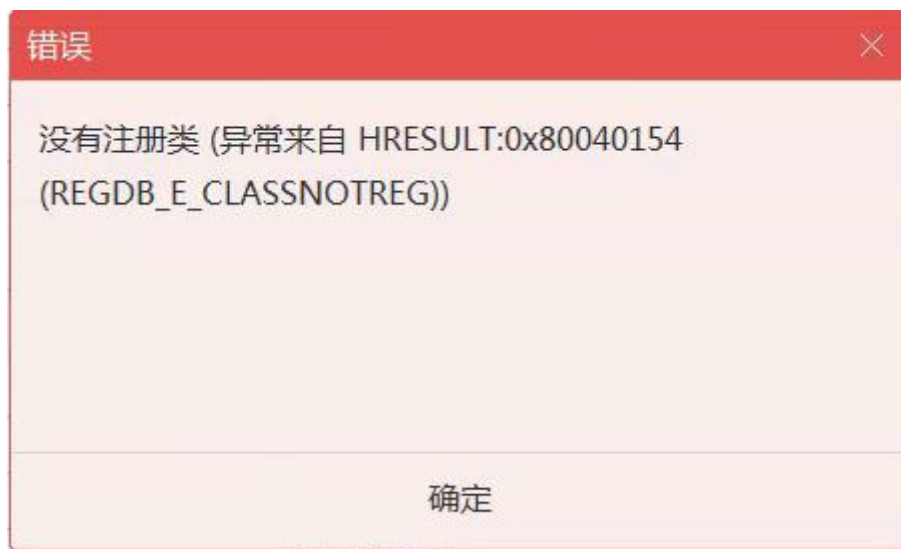 错误
没有注册类 (异常来自 HRESULT:0x80040154
(REGDB_E_CLASSNOTREG))
确定